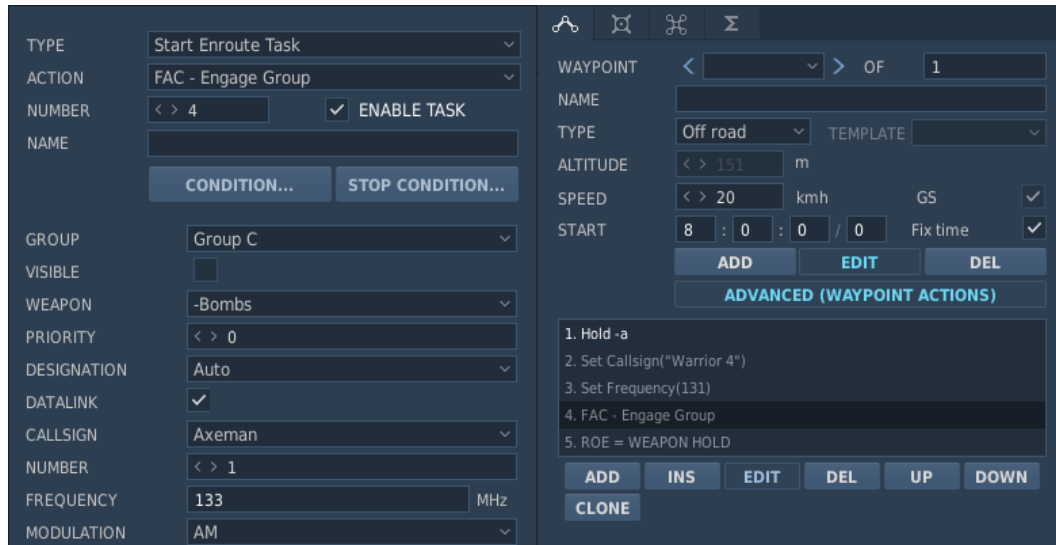 TYPE Start Enroute Task
ACTION FAC - Engage Group
NUMBER < > 4 ENABLE TASK
NAME
CONDITION... STOP CONDITION...
GROUP Group C
VISIBLE
WEAPON -Bombs
PRIORITY < > 0
DESIGNATION Auto
DATALINK
CALLSIGN Axeman
NUMBER < > 1
FREQUENCY 133 MHz
MODULATION AM
Σ
WAYPOINT < > OF 1
NAME
TYPE Off road TEMPLATE
ALTITUDE < > 151 m
SPEED < > 20 kmh GS
START 8 : 0 : 0 / 0 Fix time
ADD EDIT DEL
ADVANCED (WAYPOINT ACTIONS)
1. Hold -a
2. Set Callsign("Warrior 4")
3. Set Frequency(131)
4. FAC - Engage Group
5. ROE = WEAPON HOLD
ADD INS EDIT DEL UP DOWN
CLONE